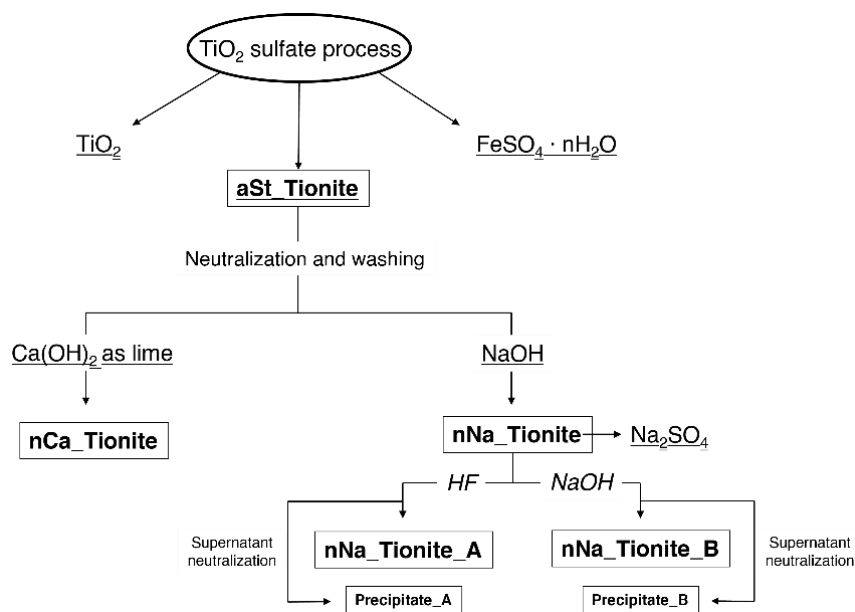 TiO₂ sulfate process
TiO₂
FeSO₄ · nH₂O
aSt_Tionite
Neutralization and washing
Ca(OH)₂ as lime
NaOH
nCa_Tionite
nNa_Tionite
Na₂SO₄
HF
NaOH
Supernatant
neutralization
nNa_Tionite_A
nNa_Tionite_B
Supernatant
neutralization
Precipitate_A
Precipitate_B